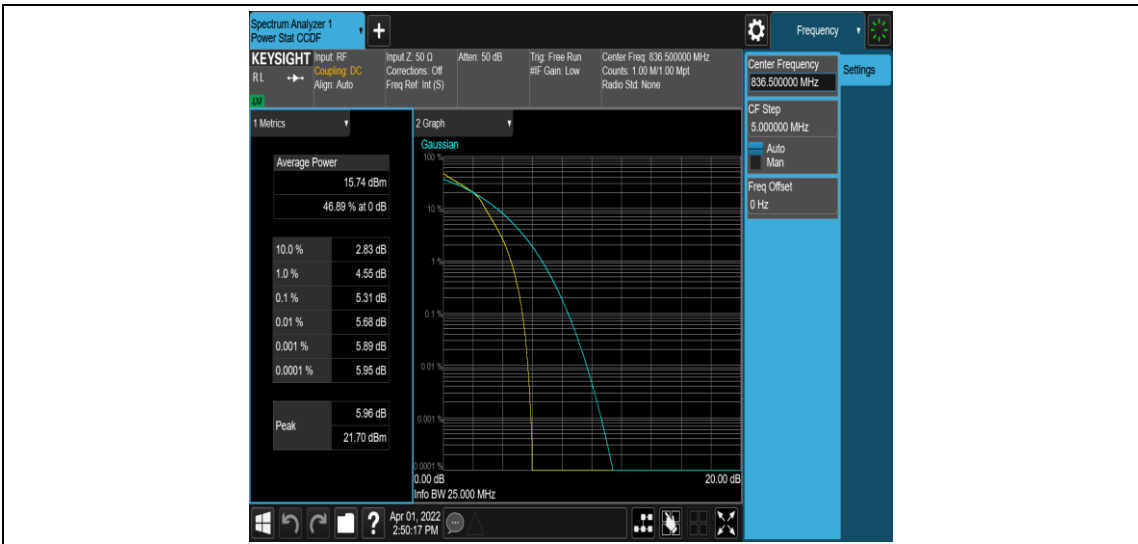 Spectrum Analyzer 1
Power Stat CCDF
+
Frequency
KEYSIGHT
RL
LXI
Input: RF
Coupling: DC
Align: Auto
Input Z: 50 Ω
Corrections: Off
Freq Ref: Int (S)
Atten: 50 dB
Trig: Free Run
#IF Gain: Low
Center Freq: 836.500000 MHz
Counts: 1.00 M/1.00 Mpt
Radio Std: None
Center Frequency
836.500000 MHz
Settings
CF Step
5.000000 MHz
Auto
Man
Freq Offset
0 Hz
1 Metrics
Average Power
15.74 dBm
46.89 % at 0 dB
10.0 % 2.83 dB
1.0 % 4.55 dB
0.1 % 5.31 dB
0.01 % 5.68 dB
0.001 % 5.89 dB
0.0001 % 5.95 dB
Peak
5.96 dB
21.70 dBm
2 Graph
Gaussian
100 %
10 %
1 %
0.1 %
0.01 %
0.001 %
0.0001 %
0.00 dB 20.00 dB
Info BW 25.000 MHz
?
Apr 01, 2022
2:50:17 PM